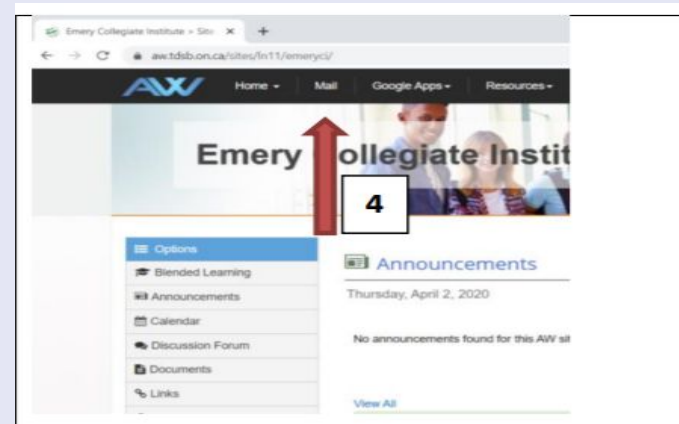 Emery Collegiate Institute » Site
aw.tdsb.on.ca/sites/ln11/emeryci/
AW Home Mail Google Apps Resources
Emery Collegiate Instit
4
Options
Blended Learning
Announcements
Calendar
Discussion Forum
Documents
Links
Announcements
Thursday, April 2, 2020
No announcements found for this AW sit
View All